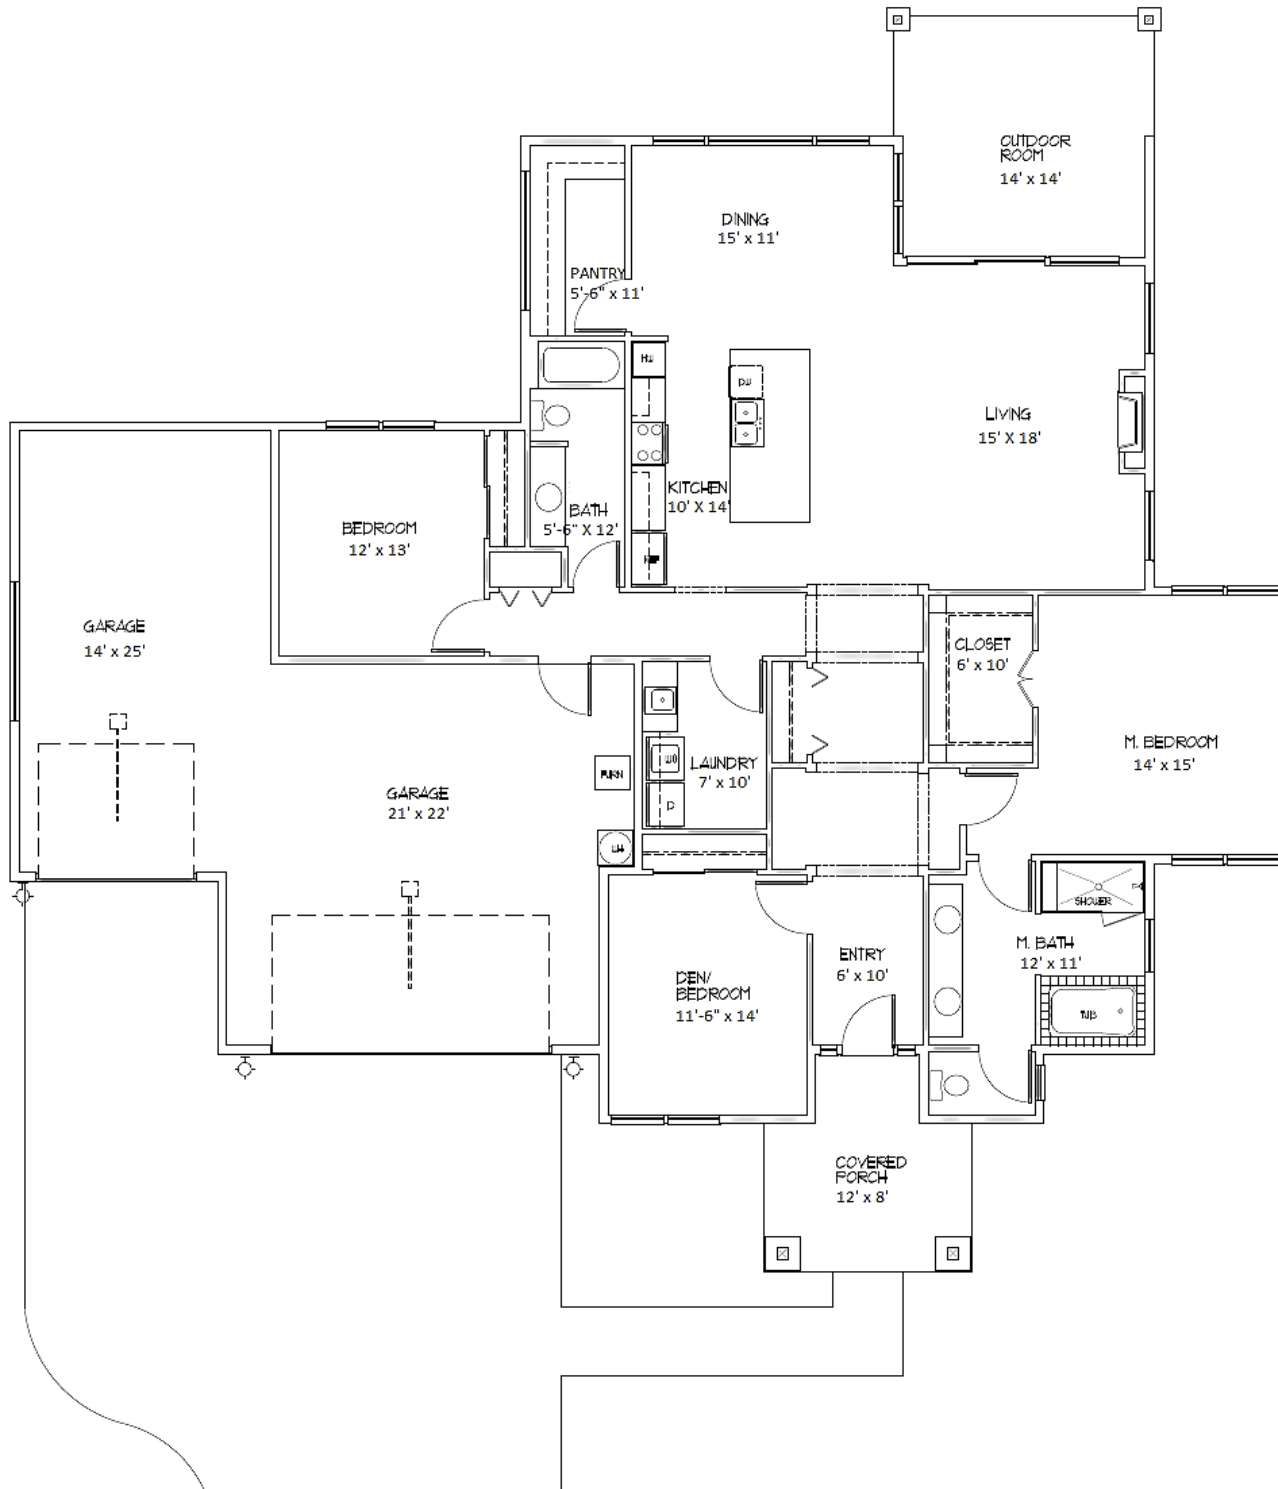 OUTDOOR
ROOM
14' x 14'
DINING
15' x 11'
PANTRY
5'-6" x 11'
HW
DW
LIVING
15' X 18'
KITCHEN
10' X 14'
BATH
5'-6" X 12'
BEDROOM
12' x 13'
GARAGE
14' x 25'
CLOSET
6' x 10'
M. BEDROOM
14' x 15'
LAUNDRY
7' x 10'
D
FURN
GARAGE
21' x 22'
WH
SHOWER
M. BATH
12' x 11'
ENTRY
6' x 10'
DEN/
BEDROOM
11'-6" x 14'
TUB
COVERED
PORCH
12' x 8'